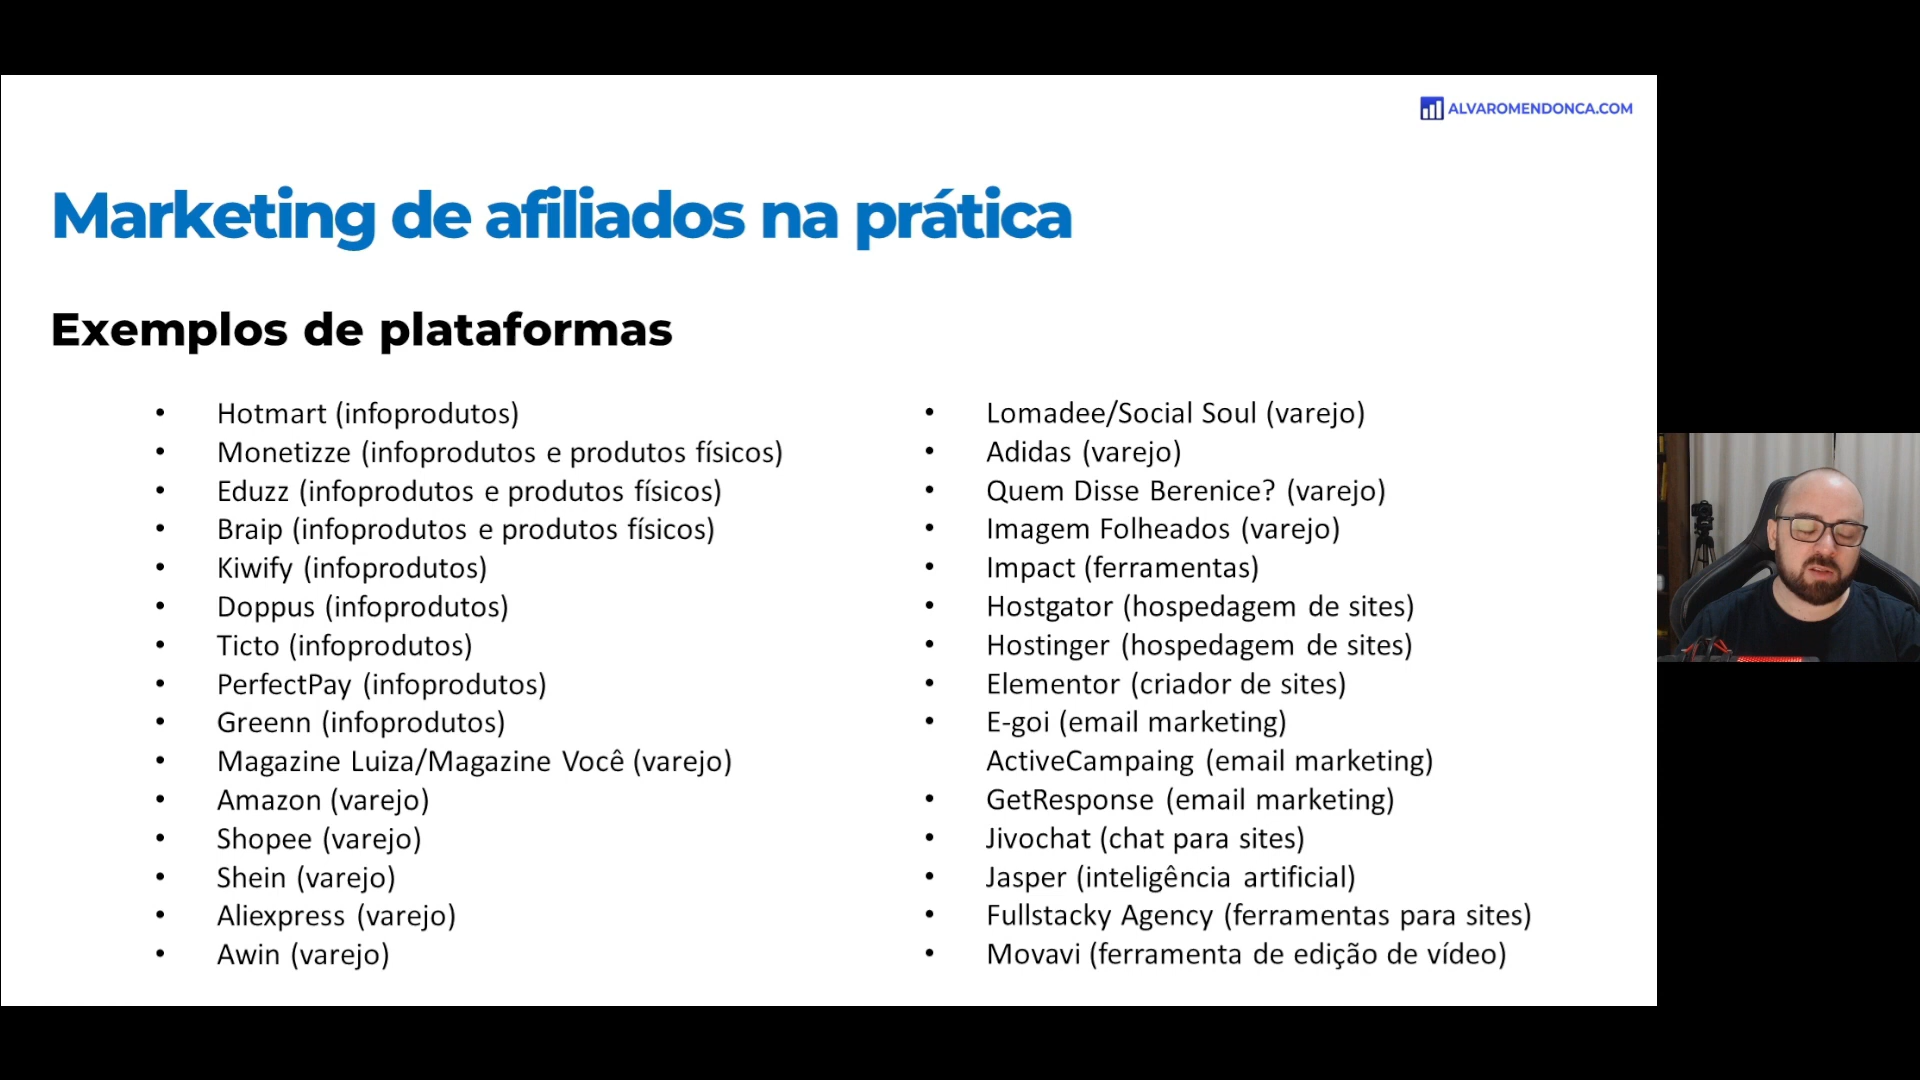 ALVAROMENDONCA.COM
Marketing de afiliados na prática
Exemplos de plataformas
• Hotmart (infoprodutos)
• Monetizze (infoprodutos e produtos físicos)
• Eduzz (infoprodutos e produtos físicos)
• Braip (infoprodutos e produtos físicos)
• Kiwify (infoprodutos)
• Doppus (infoprodutos)
• Ticto (infoprodutos)
• PerfectPay (infoprodutos)
• Greenn (infoprodutos)
• Magazine Luiza/Magazine Você (varejo)
• Amazon (varejo)
• Shopee (varejo)
• Shein (varejo)
• Aliexpress (varejo)
• Awin (varejo)
• Lomadee/Social Soul (varejo)
• Adidas (varejo)
• Quem Disse Berenice? (varejo)
• Imagem Folheados (varejo)
• Impact (ferramentas)
• Hostgator (hospedagem de sites)
• Hostinger (hospedagem de sites)
• Elementor (criador de sites)
• E-goi (email marketing)
ActiveCampaing (email marketing)
• GetResponse (email marketing)
• Jivochat (chat para sites)
• Jasper (inteligência artificial)
• Fullstacky Agency (ferramentas para sites)
• Movavi (ferramenta de edição de vídeo)